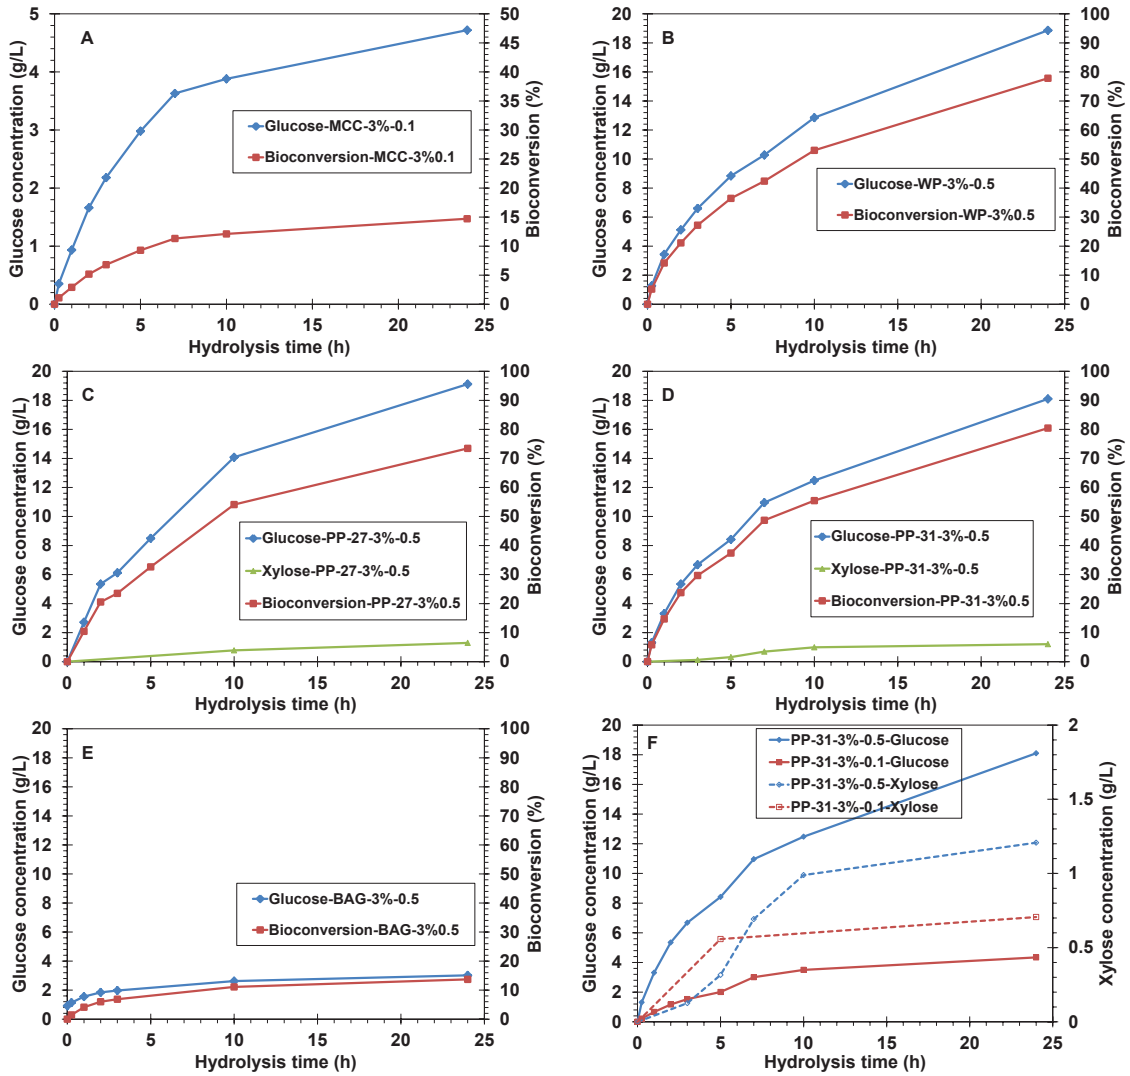 A
Glucose concentration (g/L)
5
4
3
2
1
0
50
45
40
35
30
25
20
15
10
5
0
Bioconversion (%)
Glucose-MCC-3%-0.1
Bioconversion-MCC-3%0.1
0 5 10 15 20 25
Hydrolysis time (h)
B
Glucose concentration (g/L)
20
18
16
14
12
10
8
6
4
2
0
100
90
80
70
60
50
40
30
20
10
0
Bioconversion (%)
Glucose-WP-3%-0.5
Bioconversion-WP-3%0.5
0 5 10 15 20 25
Hydrolysis time (h)
C
Glucose concentration (g/L)
20
18
16
14
12
10
8
6
4
2
0
100
90
80
70
60
50
40
30
20
10
0
Bioconversion (%)
Glucose-PP-27-3%-0.5
Xylose-PP-27-3%-0.5
Bioconversion-PP-27-3%0.5
0 5 10 15 20 25
Hydrolysis time (h)
D
Glucose concentration (g/L)
20
18
16
14
12
10
8
6
4
2
0
100
90
80
70
60
50
40
30
20
10
0
Bioconversion (%)
Glucose-PP-31-3%-0.5
Xylose-PP-31-3%-0.5
Bioconversion-PP-31-3%0.5
0 5 10 15 20 25
Hydrolysis time (h)
E
Glucose concentration (g/L)
20
18
16
14
12
10
8
6
4
2
0
100
90
80
70
60
50
40
30
20
10
0
Bioconversion (%)
Glucose-BAG-3%-0.5
Bioconversion-BAG-3%0.5
0 5 10 15 20 25
Hydrolysis time (h)
F
Glucose concentration (g/L)
20
18
16
14
12
10
8
6
4
2
0
2
1.5
1
0.5
0
Xylose concentration (g/L)
PP-31-3%-0.5-Glucose
PP-31-3%-0.1-Glucose
PP-31-3%-0.5-Xylose
PP-31-3%-0.1-Xylose
0 5 10 15 20 25
Hydrolysis time (h)